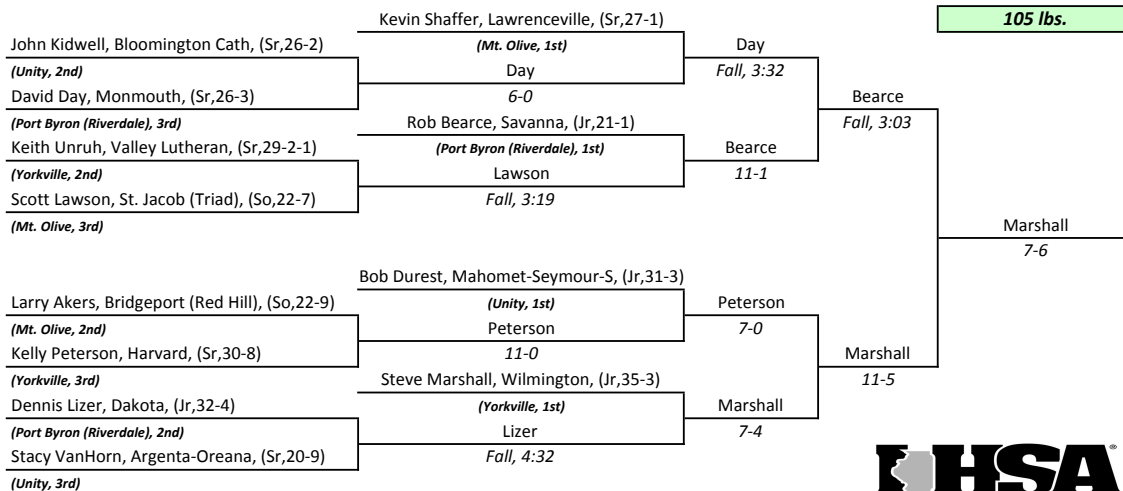 Kevin Shaffer, Lawrenceville, (Sr,27-1)
105 lbs.
John Kidwell, Bloomington Cath, (Sr,26-2)
(Mt. Olive, 1st)
Day
(Unity, 2nd)
Day
Fall, 3:32
David Day, Monmouth, (Sr,26-3)
6-0
Bearce
(Port Byron (Riverdale), 3rd)
Rob Bearce, Savanna, (Jr,21-1)
Fall, 3:03
Keith Unruh, Valley Lutheran, (Sr,29-2-1)
(Port Byron (Riverdale), 1st)
Bearce
(Yorkville, 2nd)
Lawson
11-1
Scott Lawson, St. Jacob (Triad), (So,22-7)
Fall, 3:19
(Mt. Olive, 3rd)
Marshall
7-6
Bob Durest, Mahomet-Seymour-S, (Jr,31-3)
Larry Akers, Bridgeport (Red Hill), (So,22-9)
(Unity, 1st)
Peterson
(Mt. Olive, 2nd)
Peterson
7-0
Kelly Peterson, Harvard, (Sr,30-8)
11-0
Marshall
(Yorkville, 3rd)
Steve Marshall, Wilmington, (Jr,35-3)
11-5
Dennis Lizer, Dakota, (Jr,32-4)
(Yorkville, 1st)
Marshall
(Port Byron (Riverdale), 2nd)
Lizer
7-4
Stacy VanHorn, Argenta-Oreana, (Sr,20-9)
Fall, 4:32
(Unity, 3rd)
IHSA®